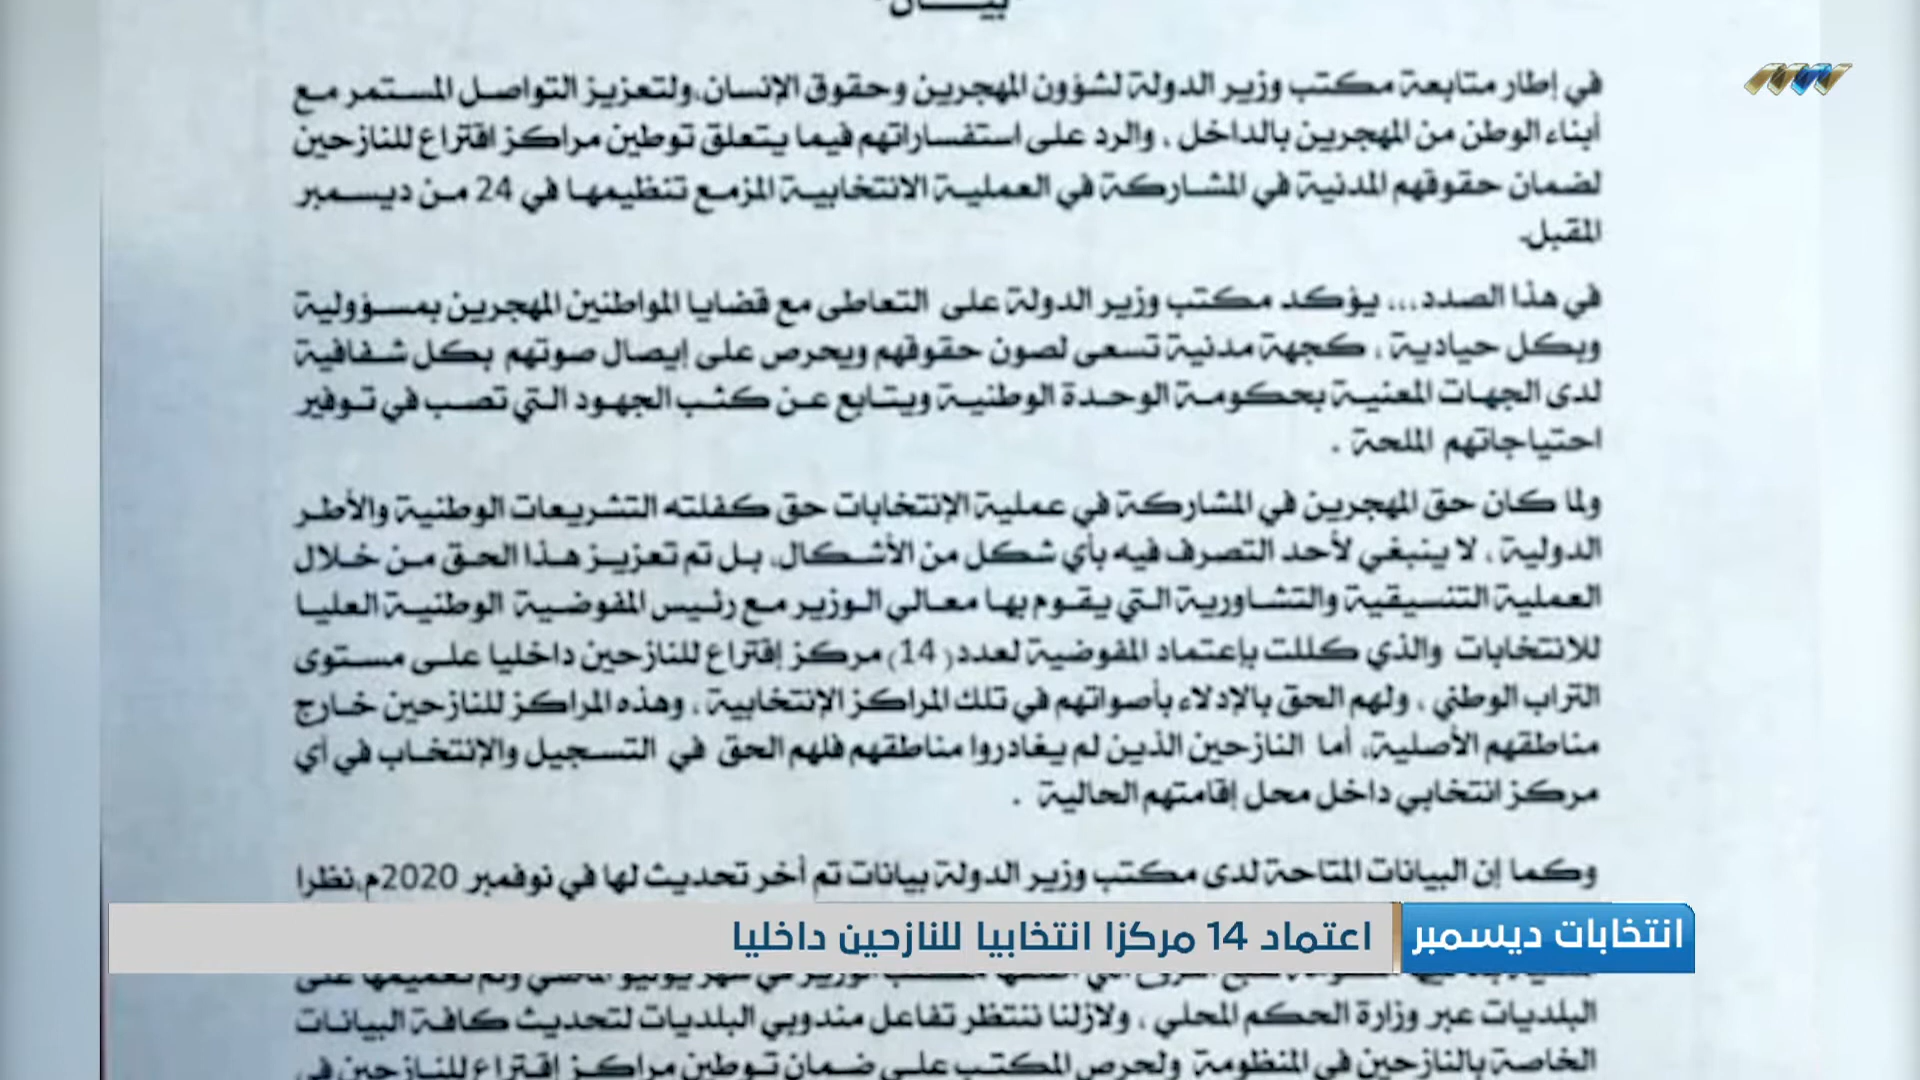 بيـــان
في إطار متابعة مكتب وزير الدولة لشؤون المهجرين وحقوق الإنسان،ولتعزيز التواصل المستمر مع
أبناء الوطن من المهجرين بالداخل ، والرد على استفساراتهم فيما يتعلق توطين مراكز اقتراع للنازحين
لضمان حقوقهم المدنية في المشاركة في العملية الانتخابية المزمع تنظيمها في 24 من ديسمبر
المقبل.
في هذا الصدد... يؤكد مكتب وزير الدولة على التعاطى مع قضايا المواطنين المهجرين بمسؤولية
وبكل حيادية ، كجهة مدنية تسعى لصون حقوقهم ويحرص على إيصال صوتهم بكل شفافية
لدى الجهات المعنية بحكومة الوحدة الوطنية ويتابع عن كثب الجهود التي تصب في توفير
احتياجاتهم الملحة .
ولما كان حق المهجرين في المشاركة في عملية الإنتخابات حق كفلته التشريعات الوطنية والأطر
الدولية ، لا ينبغي لأحد التصرف فيه بأي شكل من الأشكال، بل تم تعزيز هذا الحق من خلال
العملية التنسيقية والتشاورية التي يقوم بها معالي الوزير مع رئيس المفوضية الوطنية العليا
للانتخابات والذي كللت بإعتماد المفوضية لعدد(14) مركز إقتراع للنازحين داخليا على مستوى
التراب الوطني ، ولهم الحق بالإدلاء بأصواتهم في تلك المراكز الإنتخابية ، وهذه المراكز للنازحين خارج
مناطقهم الأصلية، أما النازحين الذين لم يغادروا مناطقهم فلهم الحق في التسجيل والإنتخاب في أي
مركز انتخابي داخل محل إقامتهم الحالية .
وكما إن البيانات المتاحة لدى مكتب وزير الدولة بيانات تم أخر تحديث لها في نوفمبر 2020م،نظرا
انتخابات ديسمبر
اعتماد 14 مركزا انتخابيا للنازحين داخليا
البلديات عبر وزارة الحكم المحلي ، ولازلنا ننتظر تفاعل مندوبي البلديات لتحديث كافة البيانات
الخاصة بالنازحين في المنظومة ولحرص المكتب على ضمان توطين مراكز إقتراع للنازحين في